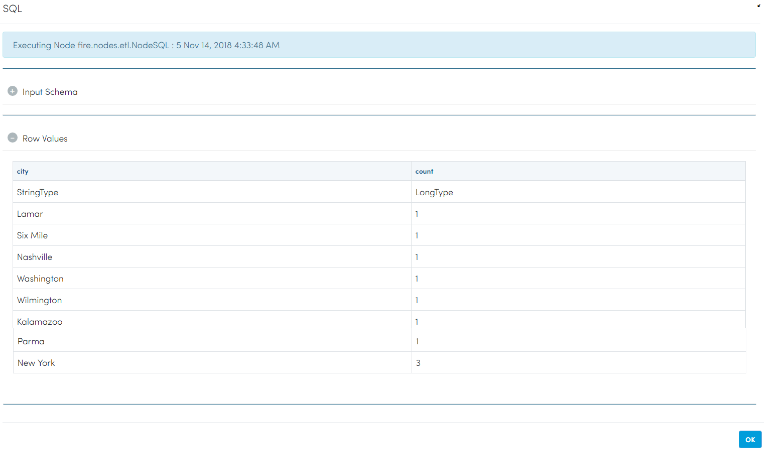 SQL
Executing Node fire.nodes.etl.NodeSQL : 5 Nov 14, 2018 4:33:48 AM
Input Schema
Row Values
city count
StringType LongType
Lamar 1
Six Mile 1
Nashville 1
Washington 1
Wilmington 1
Kalamazoo 1
Parma 1
New York 3
OK